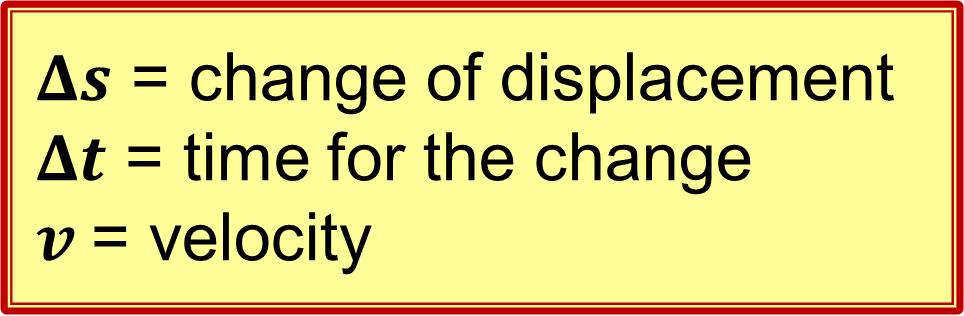 Δs = change of displacement
Δt = time for the change
v = velocity